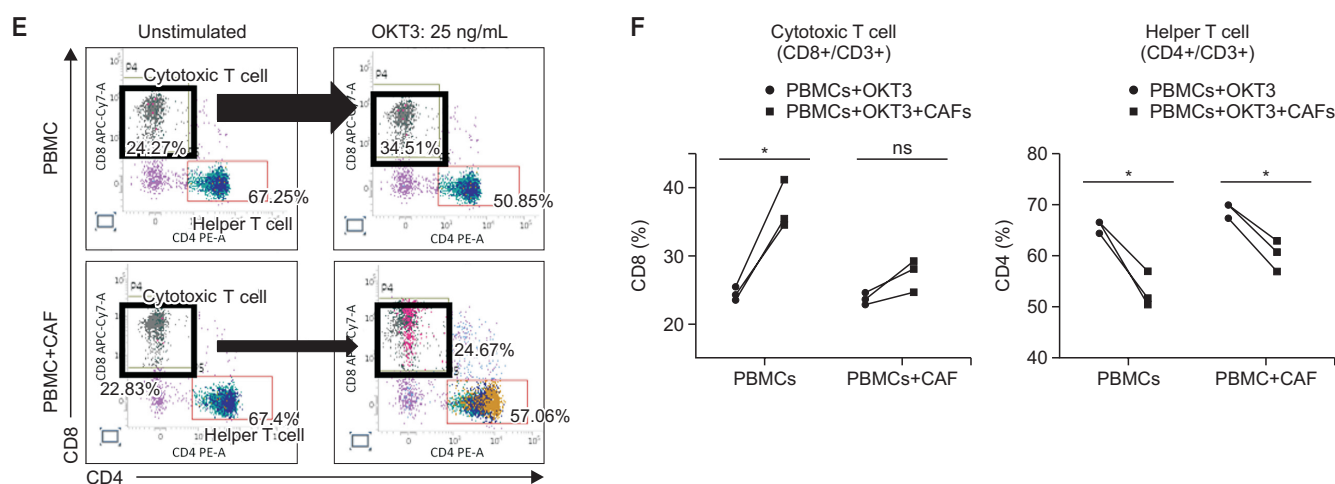 E
Unstimulated
OKT3: 25 ng/mL
PBMC
P4
Cytotoxic T cell
CD8 APC-Cy7-A
24.27%
67.25%
Helper T cell
CD4 PE-A
P4
CD8 APC-Cy7-A
34.51%
50.85%
CD4 PE-A
PBMC+CAF
P4
Cytotoxic T cell
CD8 APC-Cy7-A
22.83%
67.4%
Helper T cell
CD4 PE-A
P4
CD8 APC-Cy7-A
24.67%
57.06%
CD4 PE-A
CD8
CD4
F
Cytotoxic T cell
(CD8+/CD3+)
PBMCs+OKT3
PBMCs+OKT3+CAFs
*
ns
CD8 (%)
40
30
20
PBMCs
PBMCs+CAF
Helper T cell
(CD4+/CD3+)
PBMCs+OKT3
PBMCs+OKT3+CAFs
*
*
CD4 (%)
80
70
60
50
40
PBMCs
PBMC+CAF